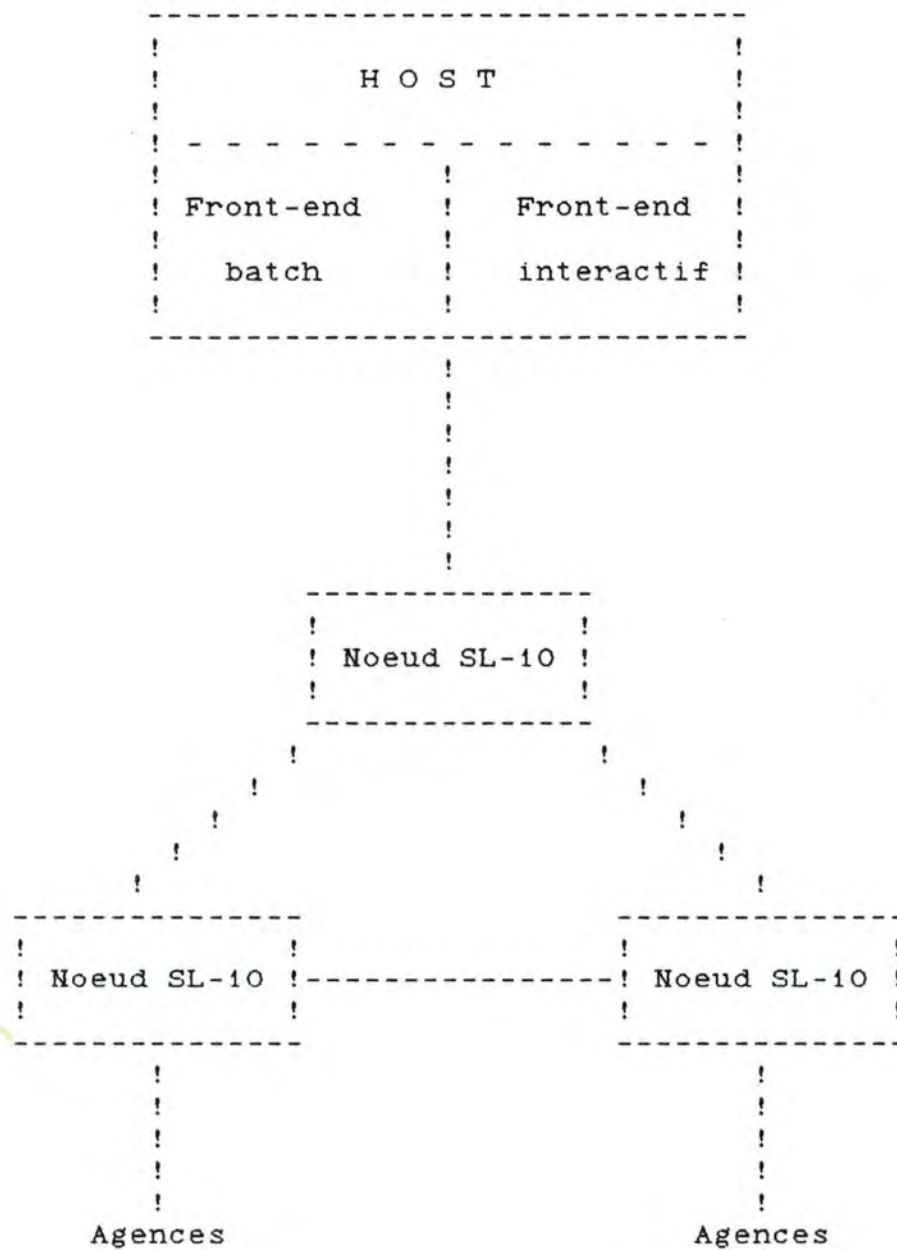 H O S T
Front-end Front-end
batch interactif
Noeud SL-10
Noeud SL-10 Noeud SL-10
Agences Agences